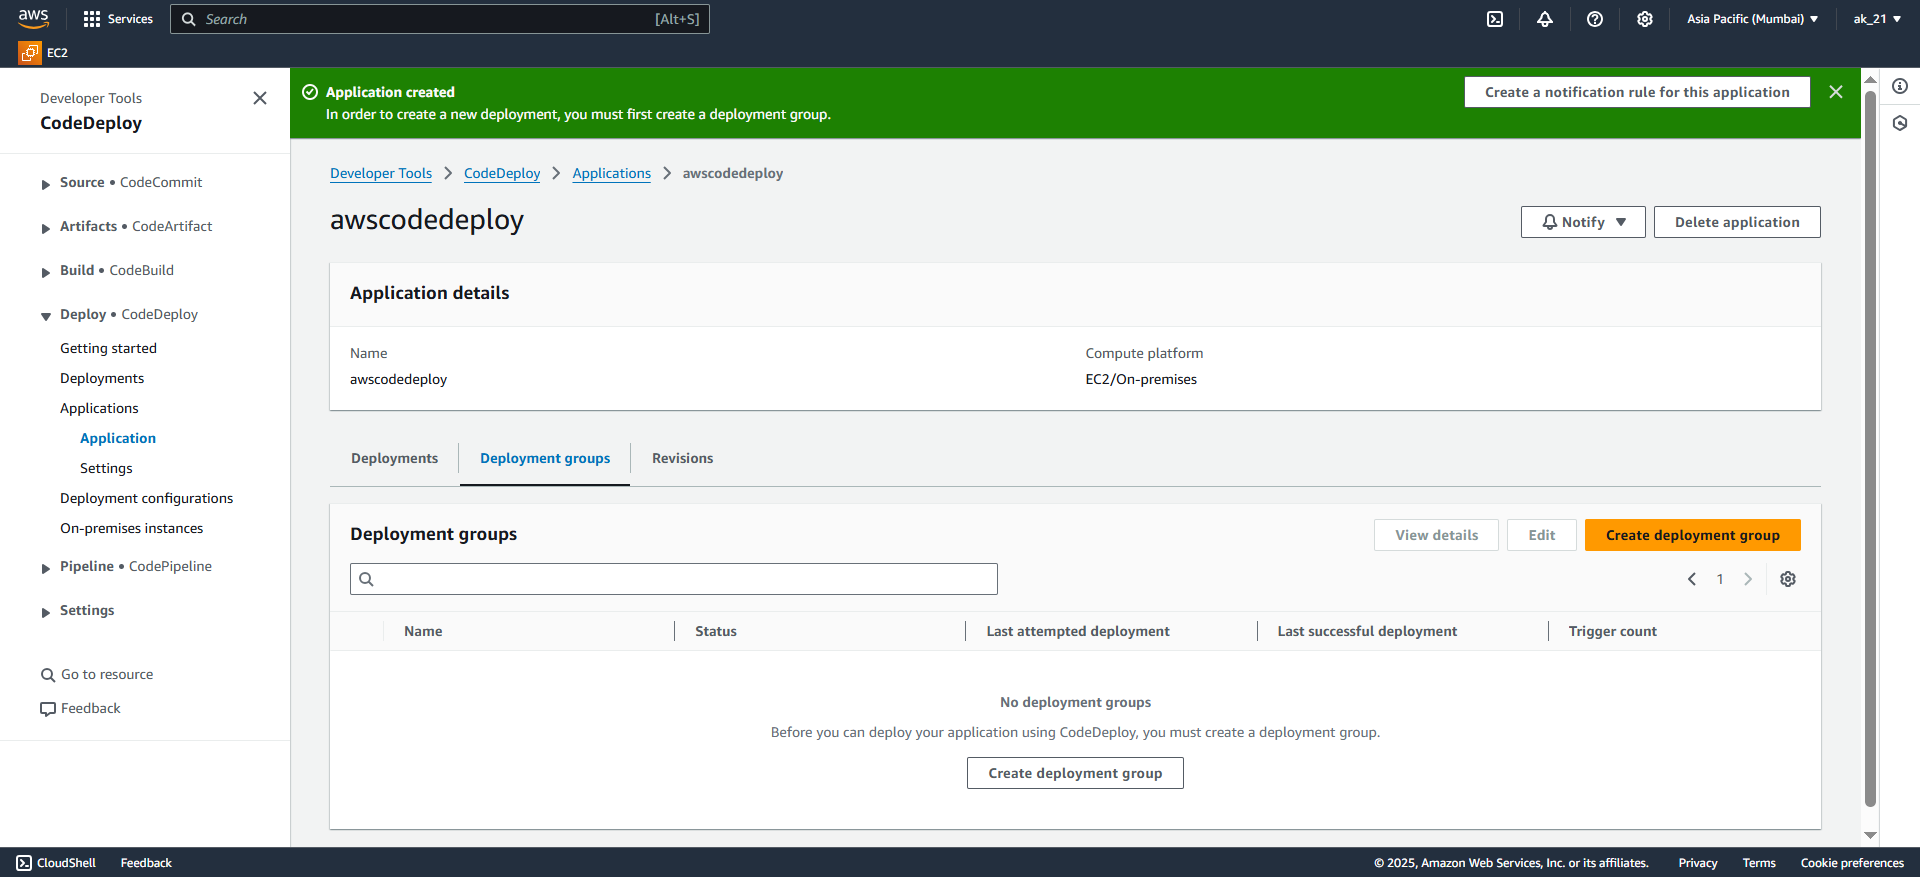 aws
Services
Search
[Alt+S]
Asia Pacific (Mumbai)
ak_21
EC2
Developer Tools
CodeDeploy
Source • CodeCommit
Artifacts • CodeArtifact
Build • CodeBuild
Deploy • CodeDeploy
Getting started
Deployments
Applications
Application
Settings
Deployment configurations
On-premises instances
Pipeline • CodePipeline
Settings
Go to resource
Feedback
Application created
In order to create a new deployment, you must first create a deployment group.
Create a notification rule for this application
Developer Tools > CodeDeploy > Applications > awscodedeploy
awscodedeploy
Notify
Delete application
Application details
Name
awscodedeploy
Compute platform
EC2/On-premises
Deployments
Deployment groups
Revisions
Deployment groups
View details
Edit
Create deployment group
1
Name
Status
Last attempted deployment
Last successful deployment
Trigger count
No deployment groups
Before you can deploy your application using CodeDeploy, you must create a deployment group.
Create deployment group
CloudShell
Feedback
© 2025, Amazon Web Services, Inc. or its affiliates.
Privacy
Terms
Cookie preferences